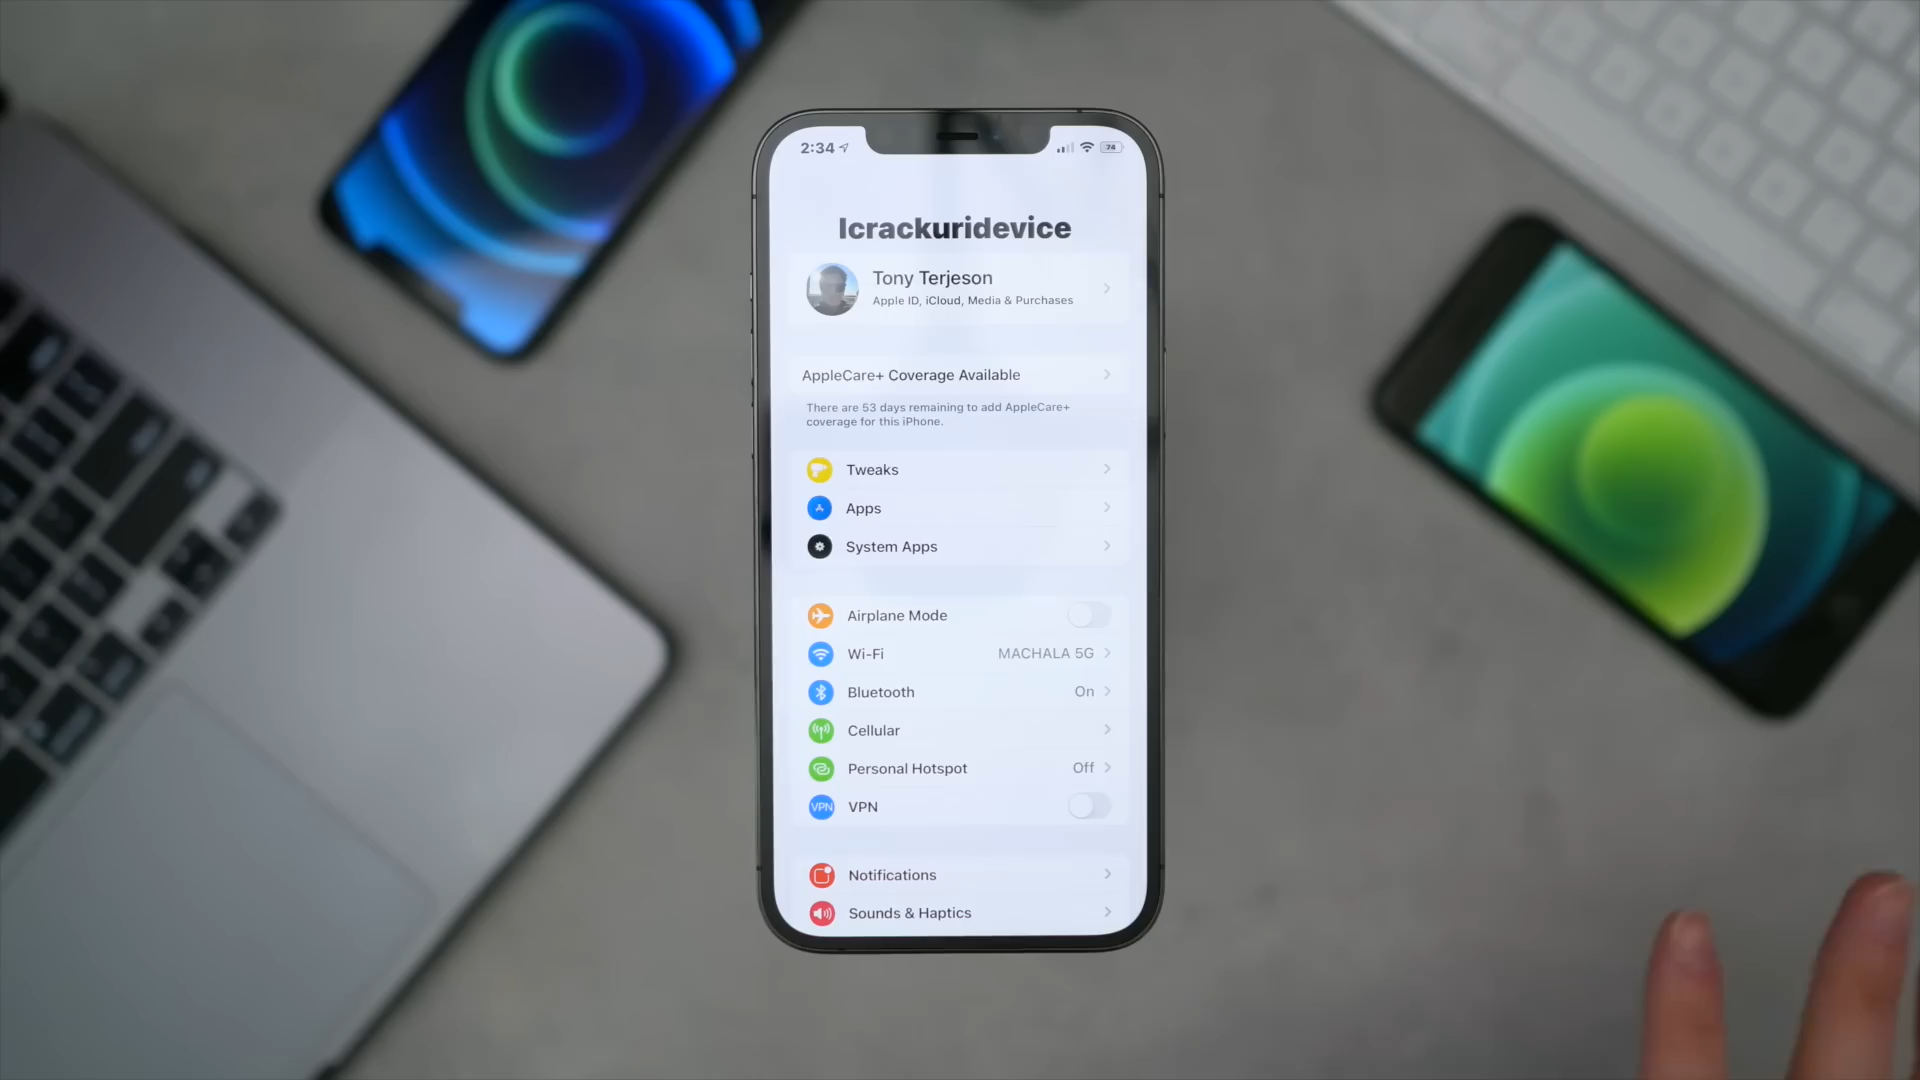 2:34
74
Icrackuridevice
Tony Terjeson
Apple ID, iCloud, Media & Purchases
AppleCare+ Coverage Available
There are 53 days remaining to add AppleCare+
coverage for this iPhone.
Tweaks
Apps
System Apps
Airplane Mode
Wi-Fi MACHALA 5G
Bluetooth On
Cellular
Personal Hotspot Off
VPN VPN
Notifications
Sounds & Haptics